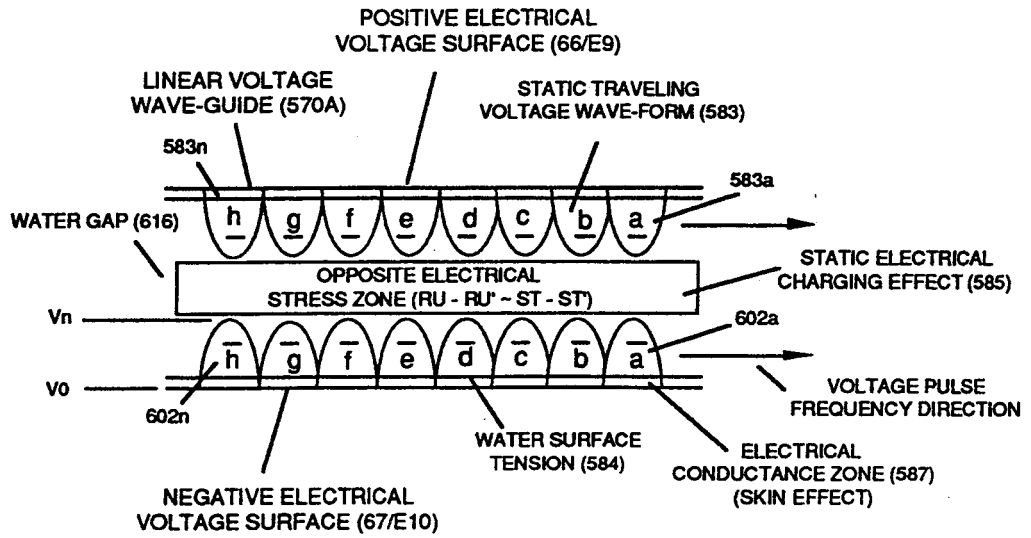 POSITIVE ELECTRICAL
VOLTAGE SURFACE (66/E9)
LINEAR VOLTAGE
WAVE-GUIDE (570A)
STATIC TRAVELING
VOLTAGE WAVE-FORM (583)
583n
583a
h g f e d c b a
WATER GAP (616)
OPPOSITE ELECTRICAL
STRESS ZONE (RU - RU' ~ ST - ST')
STATIC ELECTRICAL
CHARGING EFFECT (585)
Vn
602a
h g f e d c b a
Vo
602n
VOLTAGE PULSE
FREQUENCY DIRECTION
WATER SURFACE
TENSION (584)
ELECTRICAL
CONDUCTANCE ZONE (587)
(SKIN EFFECT)
NEGATIVE ELECTRICAL
VOLTAGE SURFACE (67/E10)